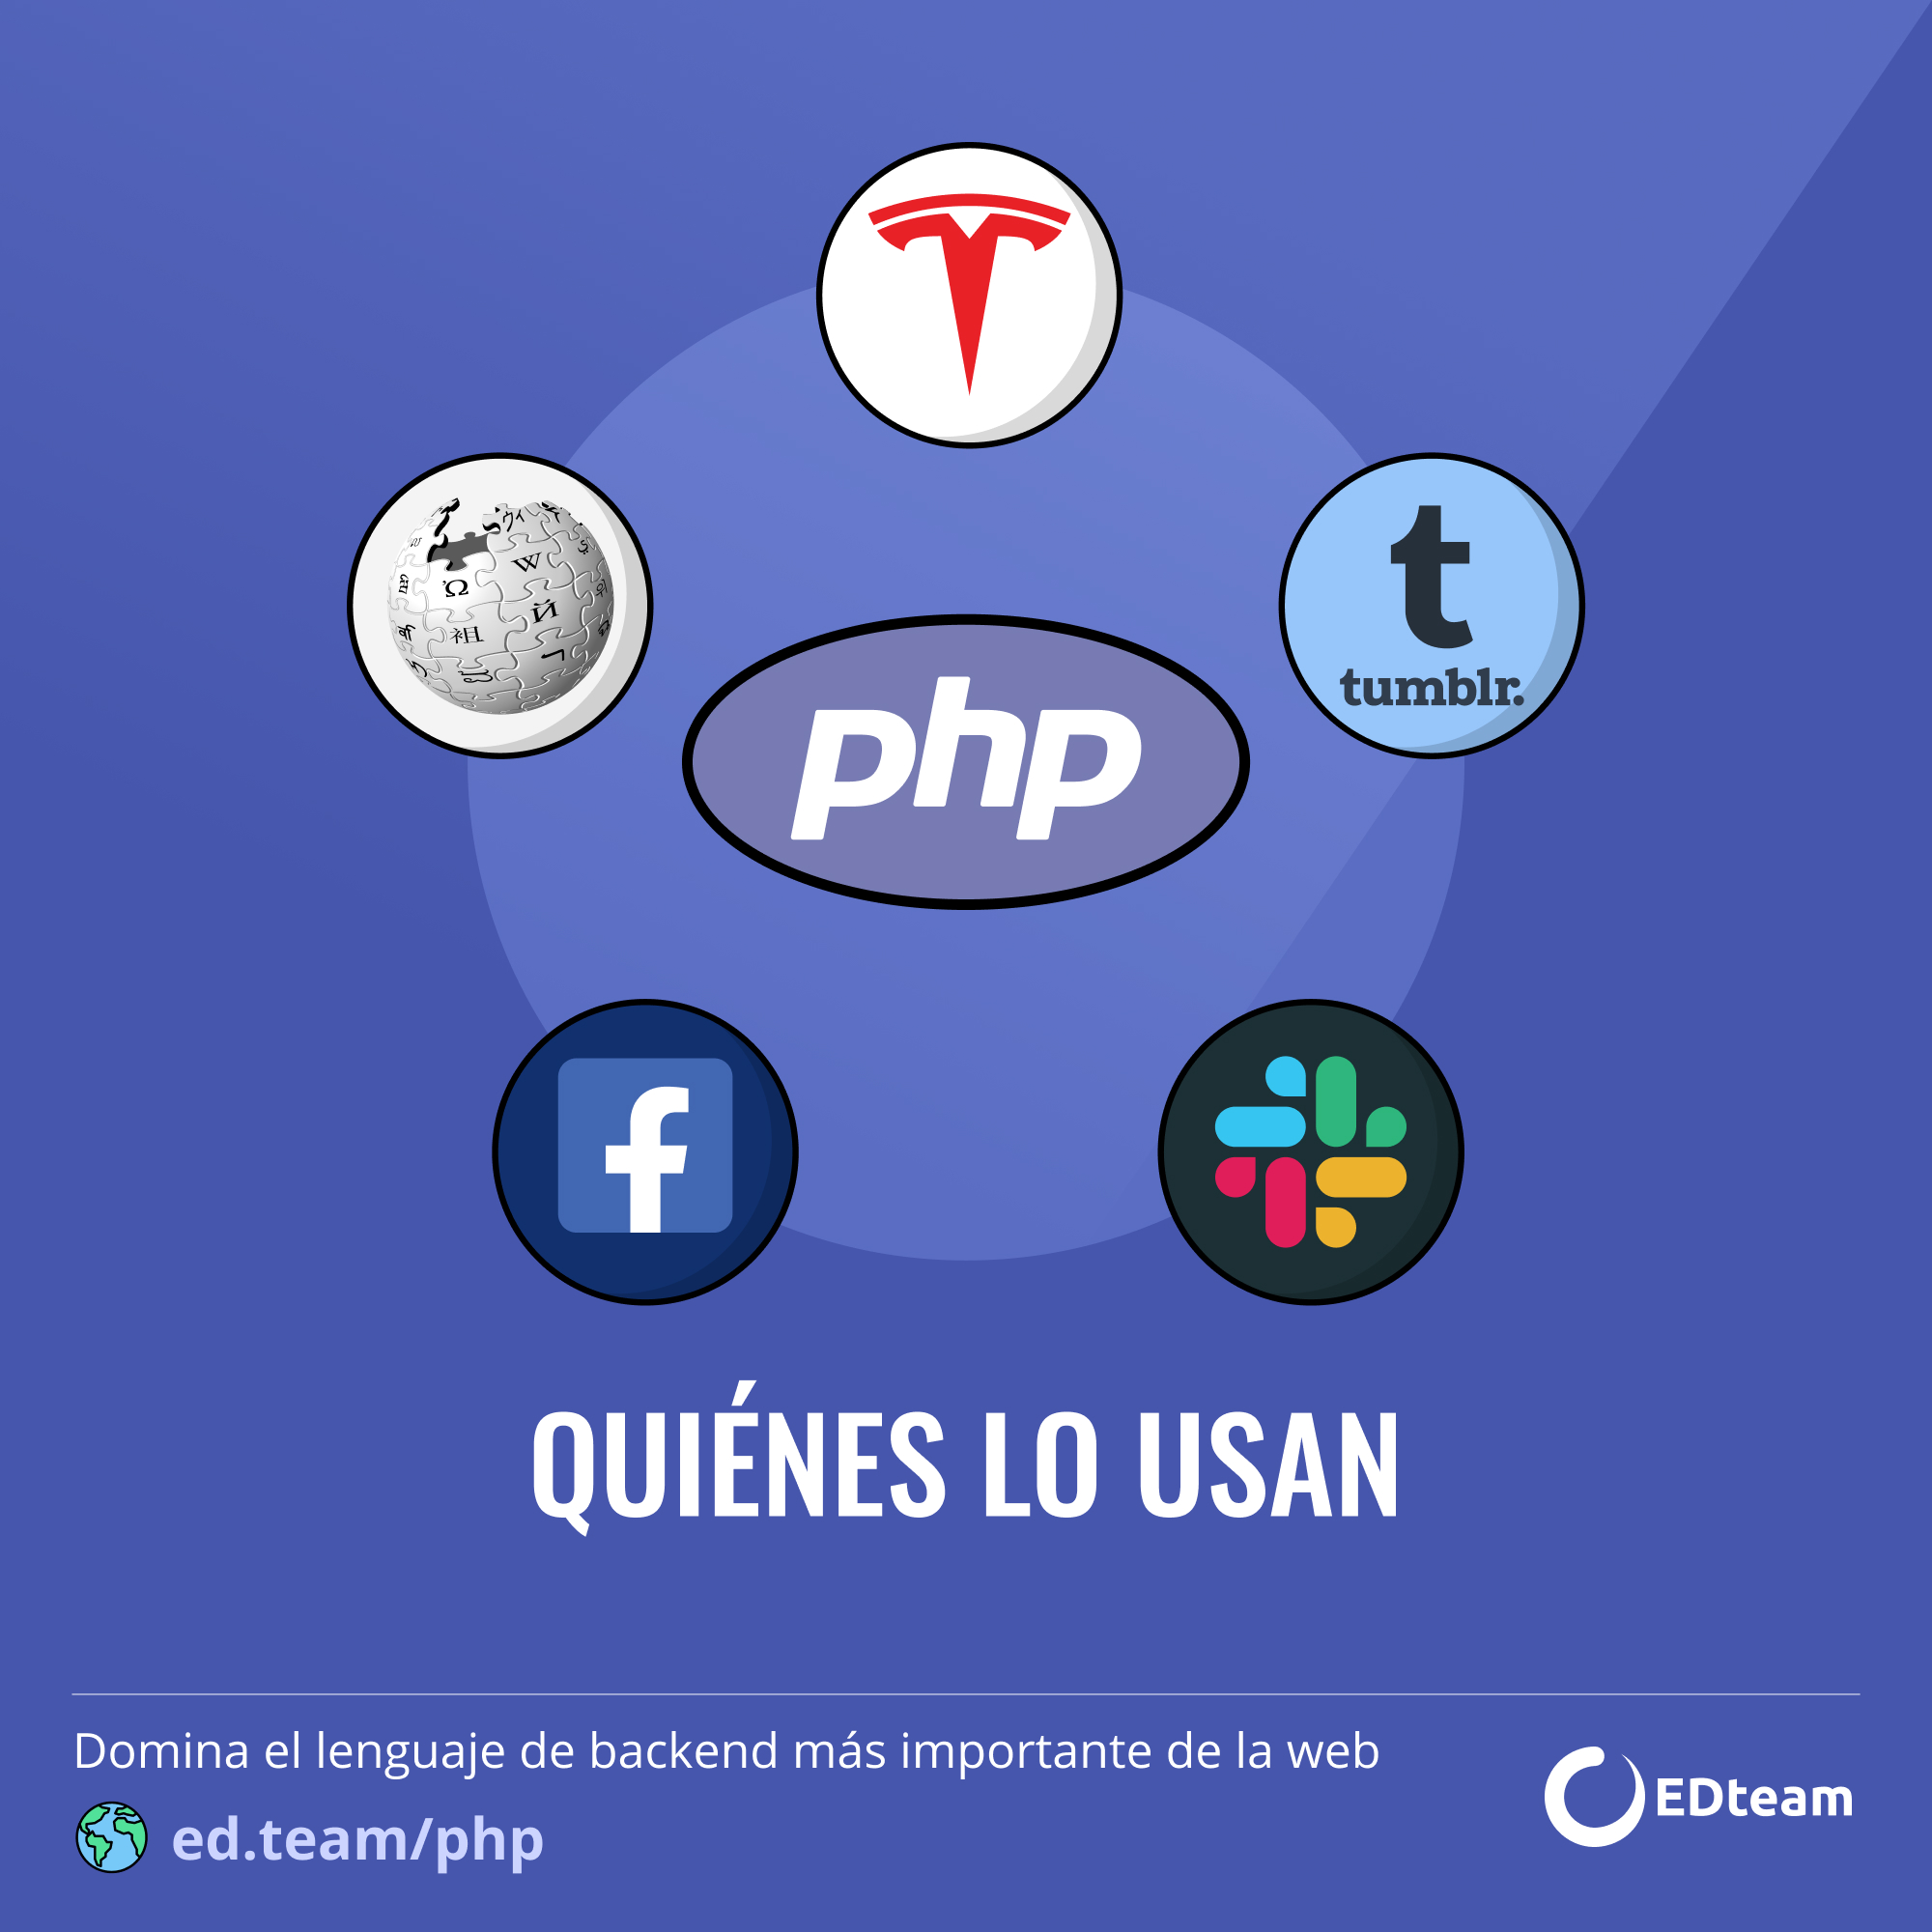 tumblr.
php
QUIÉNES LO USAN
Domina el lenguaje de backend más importante de la web
ed.team/php
EDteam